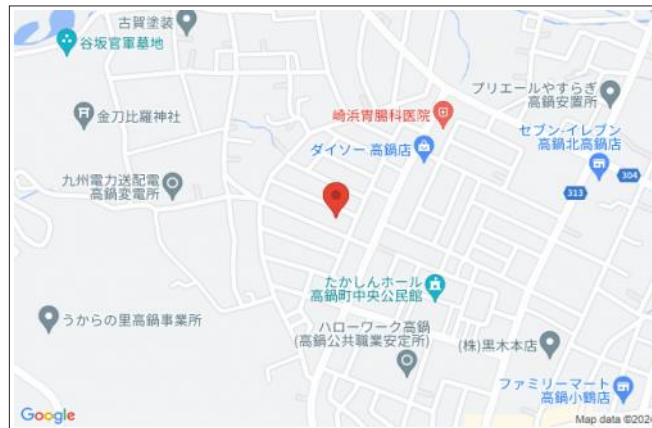 古賀塗装
谷坂官軍墓地
プリエールやすらぎ
高鍋安置所
金刀比羅神社
崎浜胃腸科医院
セブン-イレブン
高鍋北高鍋店
ダイソー 高鍋店
304
九州電力送配電
高鍋変電所
313
たかしんホール
高鍋町中央公民館
うからの里高鍋事業所
ハローワーク高鍋
(高鍋公共職業安定所)
(株)黒木本店
ファミリーマート
高鍋小鶴店
Google
Map data ©2024